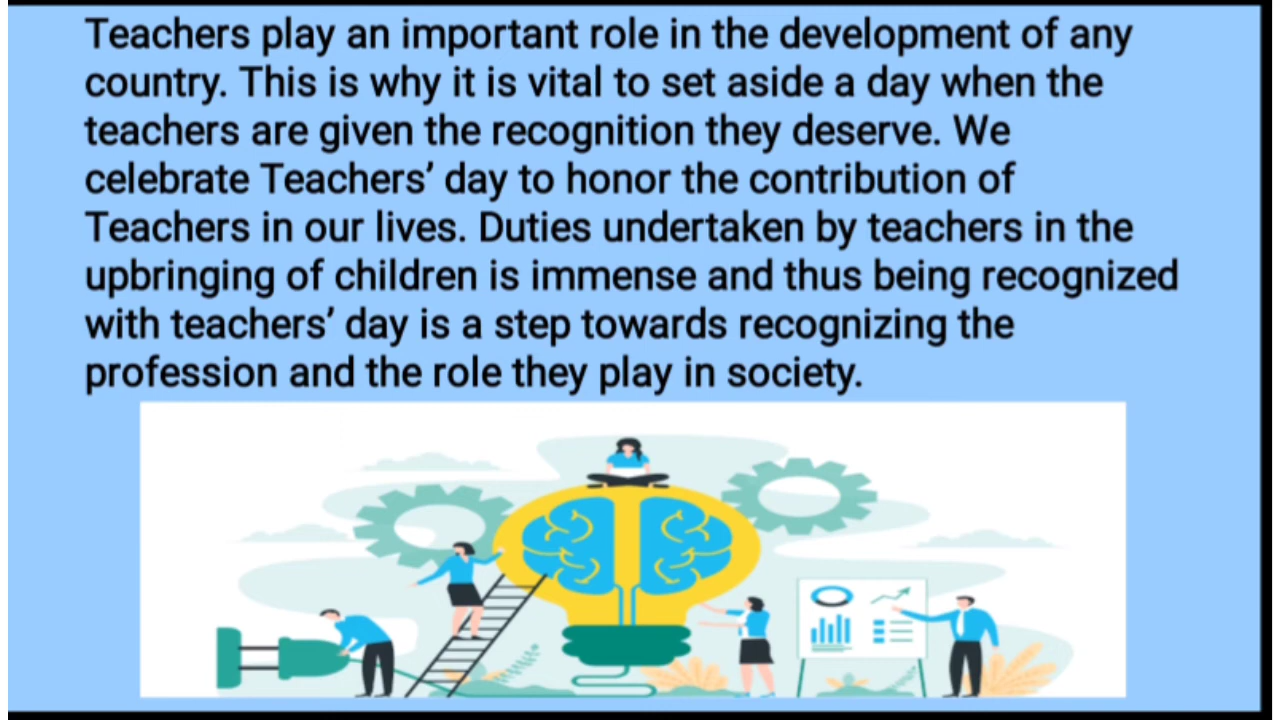 Teachers play an important role in the development of any
country. This is why it is vital to set aside a day when the
teachers are given the recognition they deserve. We
celebrate Teachers’ day to honor the contribution of
Teachers in our lives. Duties undertaken by teachers in the
upbringing of children is immense and thus being recognized
with teachers’ day is a step towards recognizing the
profession and the role they play in society.